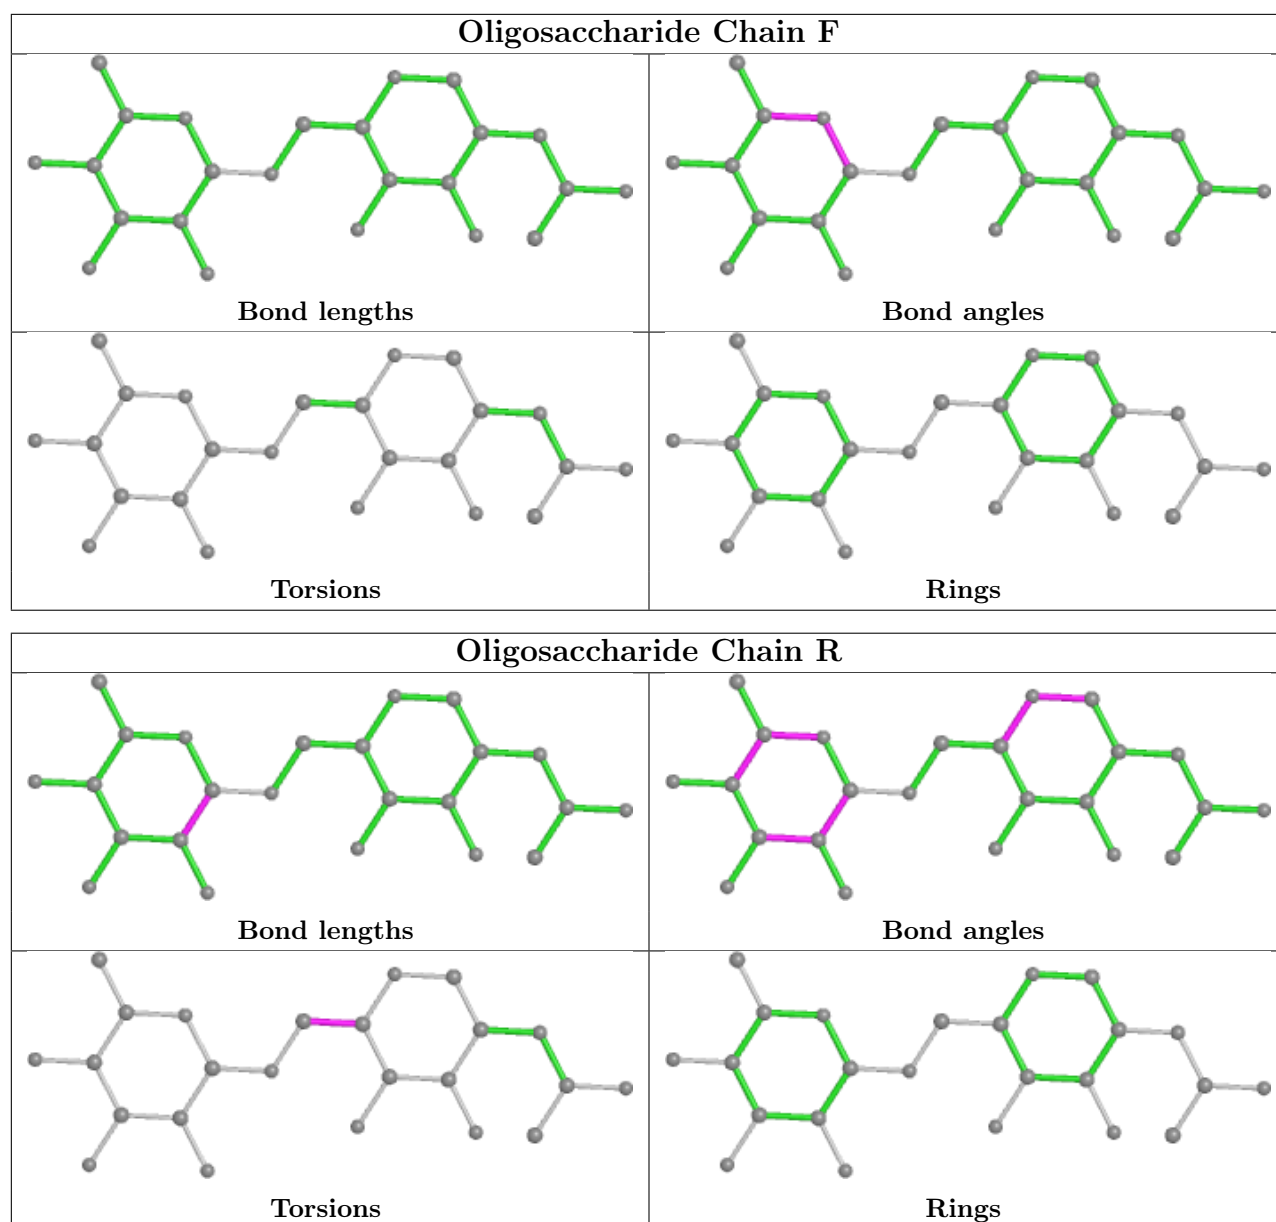 Oligosaccharide Chain F
Bond lengths
Bond angles
Torsions
Rings
Oligosaccharide Chain R
Bond lengths
Bond angles
Torsions
Rings